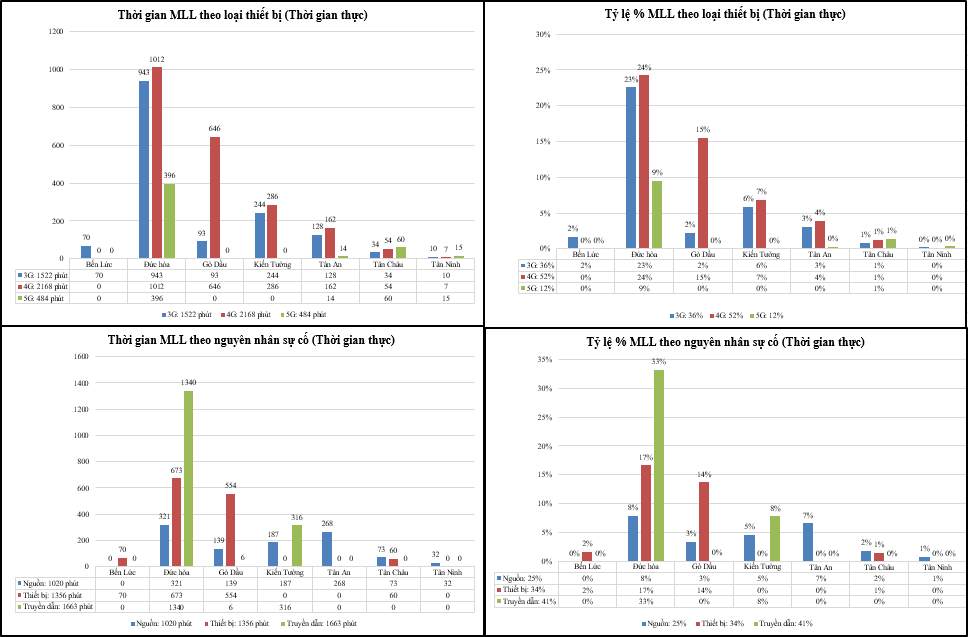 Thời gian MLL theo loại thiết bị (Thời gian thực)
1200
1000
800
600
400
200
0
70 0 0
943 1012 396
93 646 0
244 286 0
128 162 14
34 54 60
10 7 15
Bến Lức Đức hòa Gò Dầu Kiến Tường Tân An Tân Châu Tân Ninh
3G: 1522 phút 70 943 93 244 128 34 10
4G: 2168 phút 0 1012 646 286 162 54 7
5G: 484 phút 0 396 0 0 14 60 15
3G: 1522 phút 4G: 2168 phút 5G: 484 phút
Tỷ lệ % MLL theo loại thiết bị (Thời gian thực)
30%
25%
20%
15%
10%
5%
0%
2% 0% 0%
23% 24% 9%
2% 15% 0%
6% 7% 0%
3% 4% 0%
1% 1% 1%
0% 0% 0%
Bến Lức Đức hòa Gò Dầu Kiến Tường Tân An Tân Châu Tân Ninh
3G: 36% 2% 23% 2% 6% 3% 1% 0%
4G: 52% 0% 24% 15% 7% 4% 1% 0%
5G: 12% 0% 9% 0% 0% 0% 1% 0%
3G: 36% 4G: 52% 5G: 12%
Thời gian MLL theo nguyên nhân sự cố (Thời gian thực)
1600
1400
1200
1000
800
600
400
200
0
0 70 0
321 673 1340
139 554 6
187 0 316
268 0 0
73 60 0
32 0 0
Bến Lức Đức hòa Gò Dầu Kiến Tường Tân An Tân Châu Tân Ninh
Nguồn: 1020 phút 0 321 139 187 268 73 32
Thiết bị: 1356 phút 70 673 554 0 0 60 0
Truyền dẫn: 1663 phút 0 1340 6 316 0 0 0
Nguồn: 1020 phút Thiết bị: 1356 phút Truyền dẫn: 1663 phút
Tỷ lệ % MLL theo nguyên nhân sự cố (Thời gian thực)
35%
30%
25%
20%
15%
10%
5%
0%
0% 2% 0%
8% 17% 33%
3% 14% 0%
5% 0% 8%
7% 0% 0%
2% 1% 0%
1% 0% 0%
Bến Lức Đức hòa Gò Dầu Kiến Tường Tân An Tân Châu Tân Ninh
Nguồn: 25% 0% 8% 3% 5% 7% 2% 1%
Thiết bị: 34% 2% 17% 14% 0% 0% 1% 0%
Truyền dẫn: 41% 0% 33% 0% 8% 0% 0% 0%
Nguồn: 25% Thiết bị: 34% Truyền dẫn: 41%